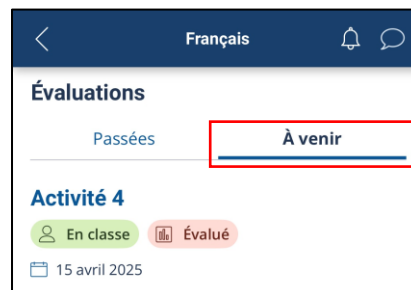 Français
Évaluations
Passées À venir
Activité 4
En classe Évalué
15 avril 2025